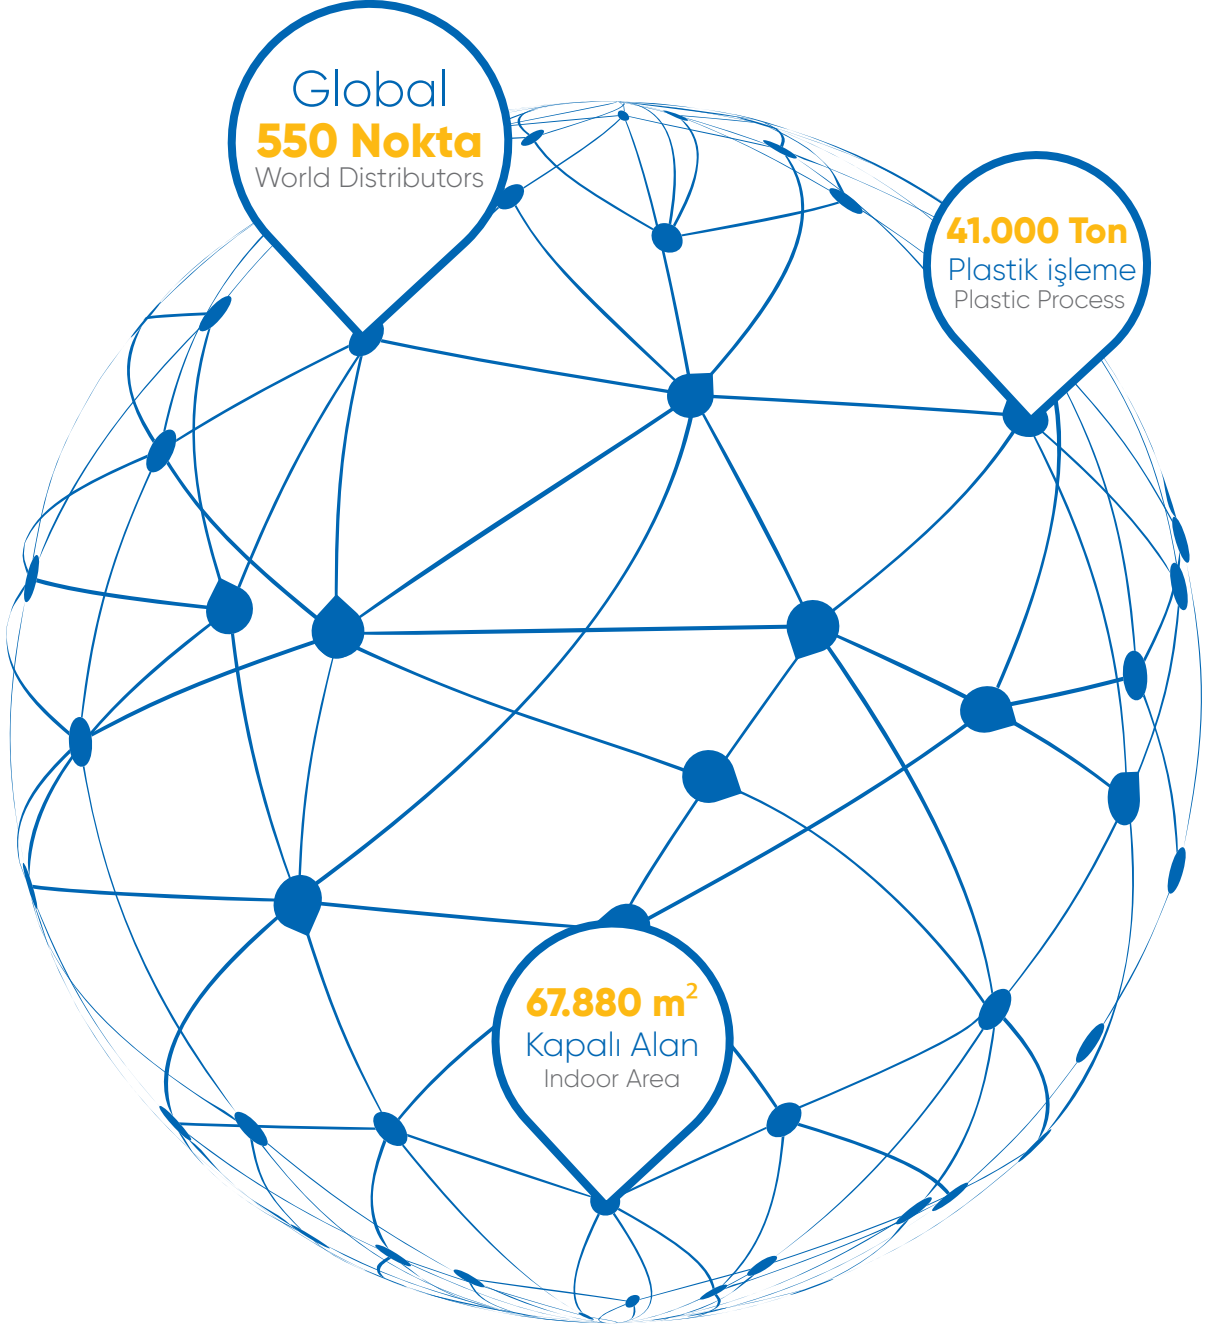 Global
550 Nokta
World Distributors
41.000 Ton
Plastik işleme
Plastic Process
67.880 m²
Kapalı Alan
Indoor Area